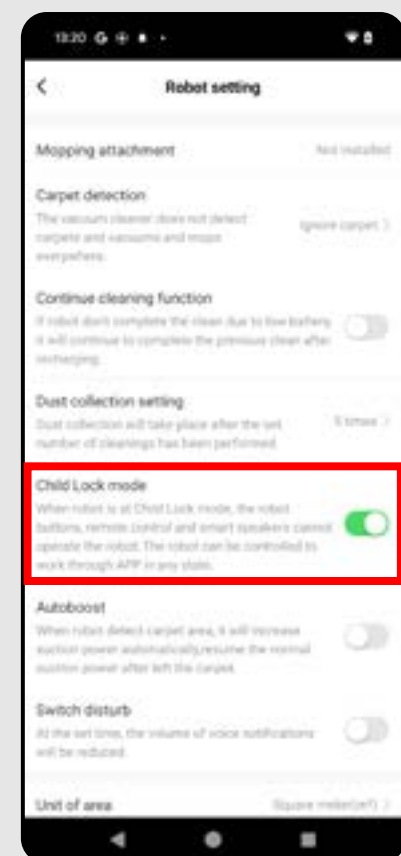 13:20 G
Robot setting
Mopping attachment Not installed
Carpet detection
The vacuum cleaner does not detect
carpets and vacuums and mops
everywhere.
Ignore carpet >
Continue cleaning function
If robot don't complete the clean due to low battery,
it will continue to complete the previous clean after
recharging.
Dust collection setting
Dust collection will take place after the set
number of cleanings has been performed
5 times >
Child Lock mode
When robot is at Child Lock mode, the robot
buttons, remote control and smart speakers cannot
operate the robot. The robot can be controlled to
work through APP in any state.
Autoboost
When robot detect carpet area, it will increase
suction power automatically,resume the normal
suction power after left the carpet.
Switch disturb
At the set time, the volume of voice notifications
will be reduced.
Unit of area Square meter(m²) >